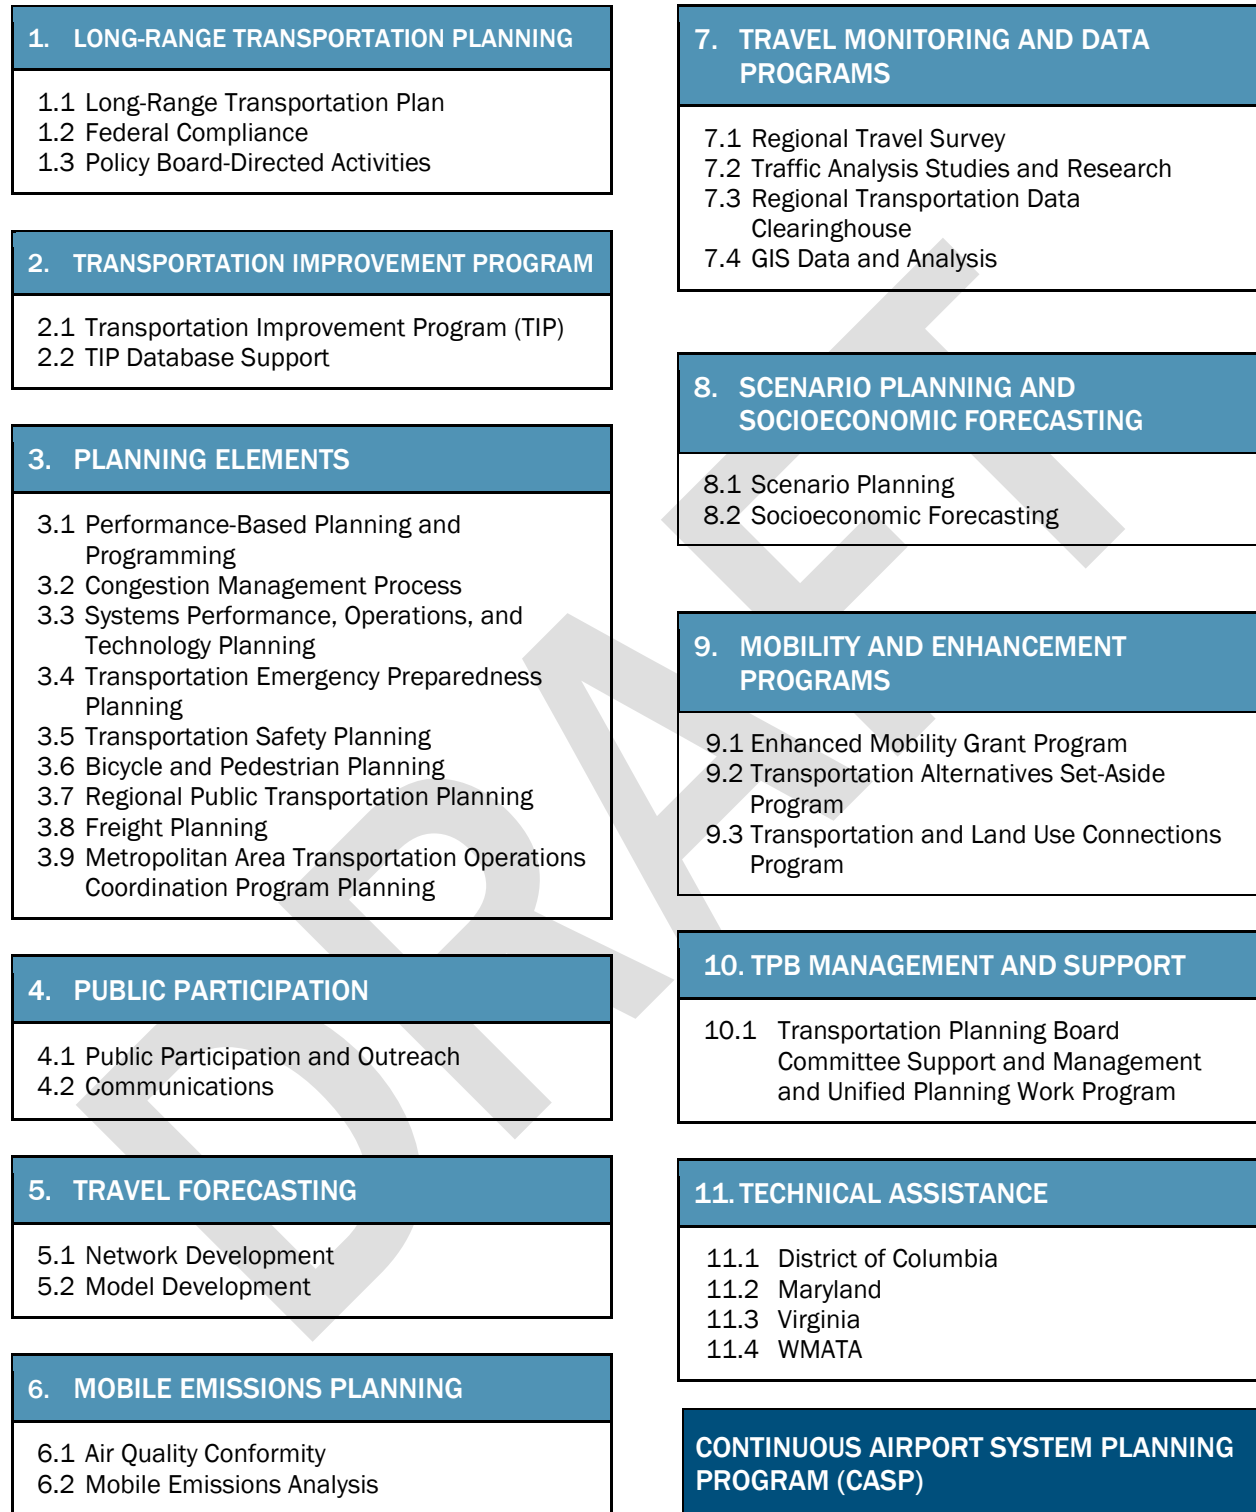 1. LONG-RANGE TRANSPORTATION PLANNING
1.1 Long-Range Transportation Plan
1.2 Federal Compliance
1.3 Policy Board-Directed Activities
2. TRANSPORTATION IMPROVEMENT PROGRAM
2.1 Transportation Improvement Program (TIP)
2.2 TIP Database Support
3. PLANNING ELEMENTS
3.1 Performance-Based Planning and
Programming
3.2 Congestion Management Process
3.3 Systems Performance, Operations, and
Technology Planning
3.4 Transportation Emergency Preparedness
Planning
3.5 Transportation Safety Planning
3.6 Bicycle and Pedestrian Planning
3.7 Regional Public Transportation Planning
3.8 Freight Planning
3.9 Metropolitan Area Transportation Operations
Coordination Program Planning
4. PUBLIC PARTICIPATION
4.1 Public Participation and Outreach
4.2 Communications
5. TRAVEL FORECASTING
5.1 Network Development
5.2 Model Development
6. MOBILE EMISSIONS PLANNING
6.1 Air Quality Conformity
6.2 Mobile Emissions Analysis
7. TRAVEL MONITORING AND DATA
PROGRAMS
7.1 Regional Travel Survey
7.2 Traffic Analysis Studies and Research
7.3 Regional Transportation Data
Clearinghouse
7.4 GIS Data and Analysis
8. SCENARIO PLANNING AND
SOCIOECONOMIC FORECASTING
8.1 Scenario Planning
8.2 Socioeconomic Forecasting
9. MOBILITY AND ENHANCEMENT
PROGRAMS
9.1 Enhanced Mobility Grant Program
9.2 Transportation Alternatives Set-Aside
Program
9.3 Transportation and Land Use Connections
Program
10. TPB MANAGEMENT AND SUPPORT
10.1 Transportation Planning Board
Committee Support and Management
and Unified Planning Work Program
11. TECHNICAL ASSISTANCE
11.1 District of Columbia
11.2 Maryland
11.3 Virginia
11.4 WMATA
CONTINUOUS AIRPORT SYSTEM PLANNING
PROGRAM (CASP)
DRAFT